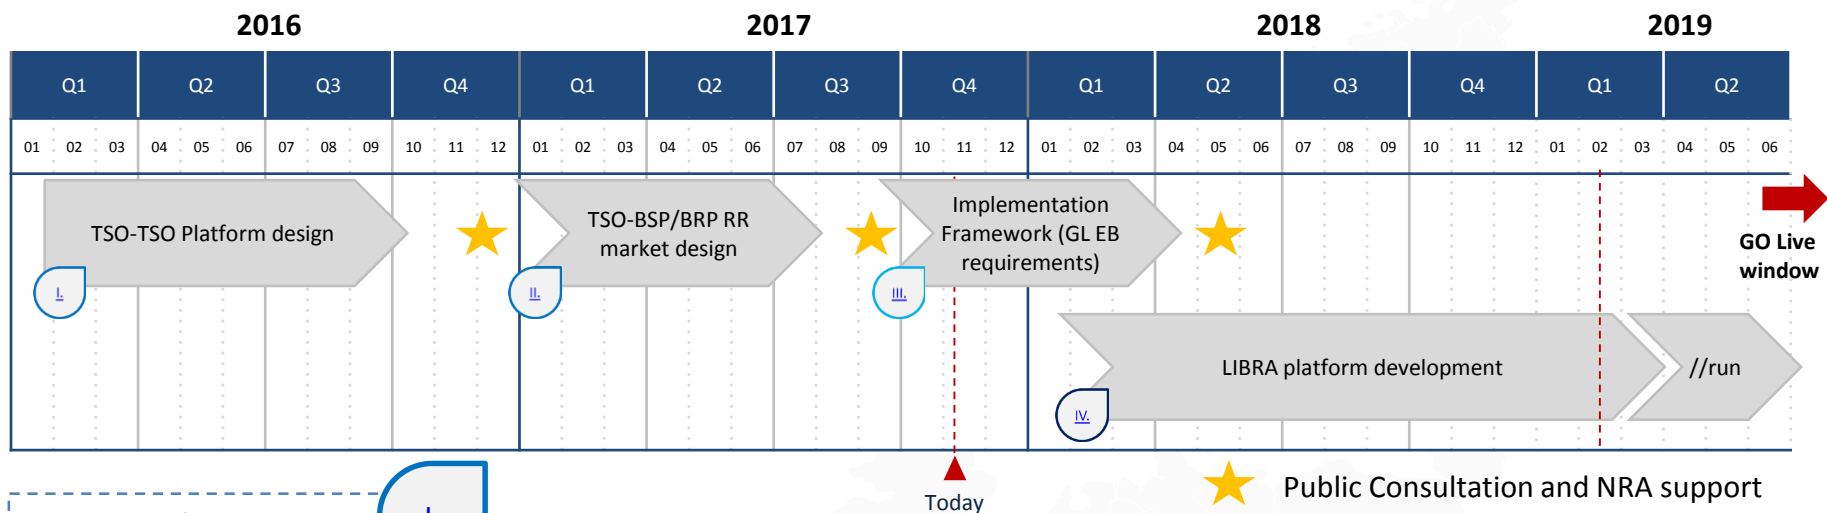 2016 2017 2018 2019
Q1 Q2 Q3 Q4 Q1 Q2 Q3 Q4 Q1 Q2 Q3 Q4 Q1 Q2
01 02 03 04 05 06 07 08 09 10 11 12 01 02 03 04 05 06 07 08 09 10 11 12 01 02 03 04 05 06 07 08 09 10 11 12 01 02 03 04 05 06
TSO-TSO Platform design
TSO-BSP/BRP RR
market design
Implementation
Framework (GL EB
requirements)
GO Live
window
I.
II.
III.
LIBRA platform development
//run
IV.
Today
Public Consultation and NRA support